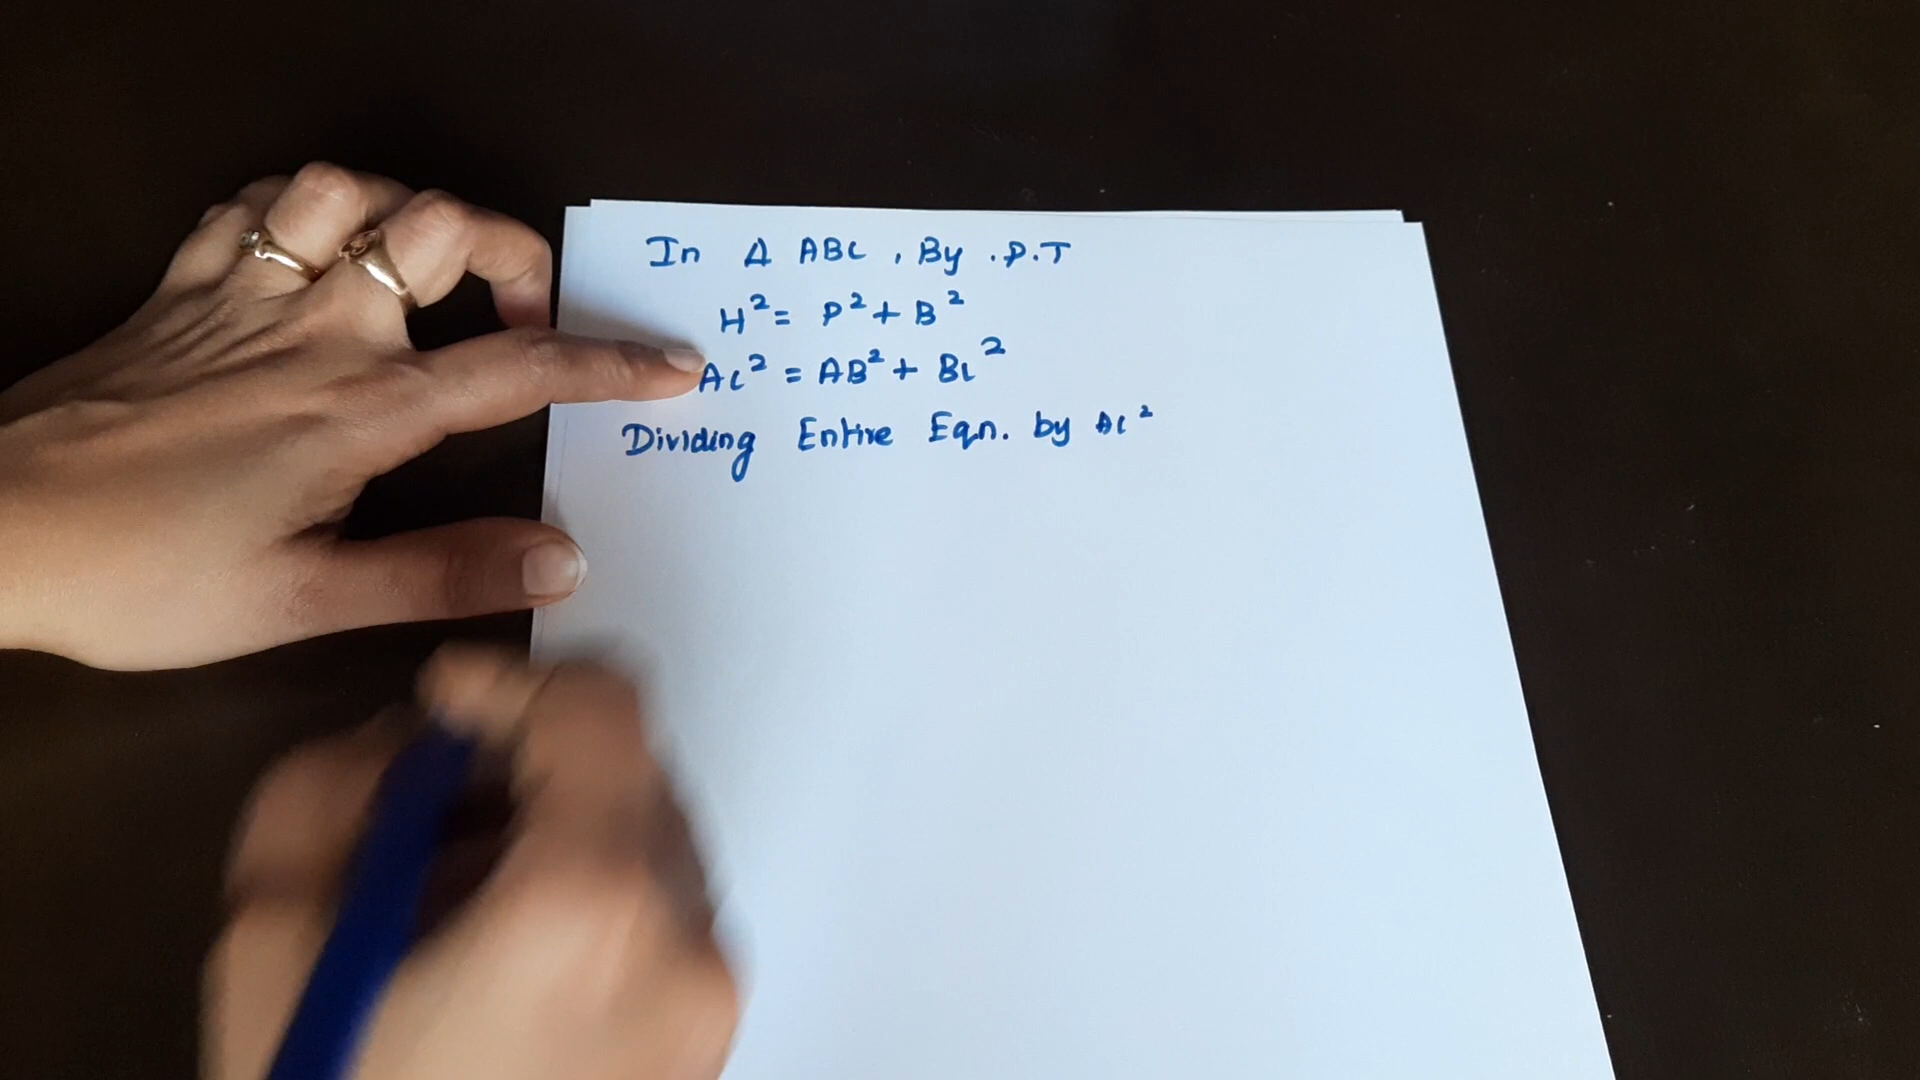 In Δ ABC , By . P.T
H² = P² + B²
AC² = AB² + BC²
Dividing Entire Eqn. by AC²